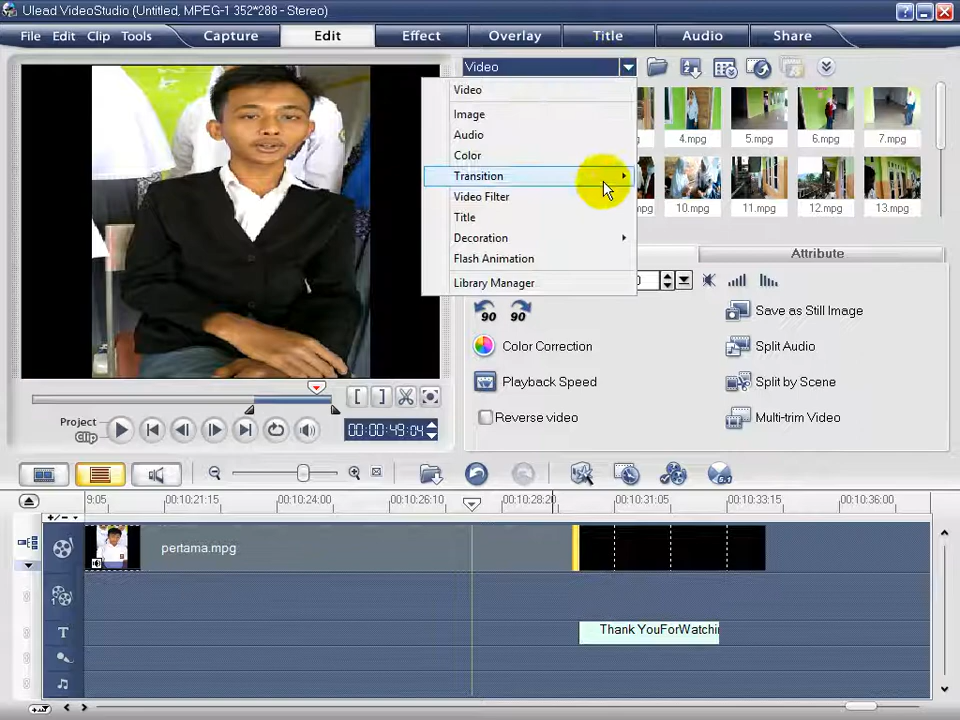 Ulead VideoStudio (Untitled, MPEG-1 352*288 - Stereo)
File Edit Clip Tools Capture Edit Effect Overlay Title Audio Share
Video
Video
Image
Audio
Color
Transition
Video Filter
Title
Decoration
Flash Animation
Library Manager
4.mpg 5.mpg 6.mpg 7.mpg
mpg 10.mpg 11.mpg 12.mpg 13.mpg
Attribute
0
90 90
Save as Still Image
Color Correction
Split Audio
Playback Speed
Split by Scene
Reverse video
Multi-trim Video
Project
Clip
00:00:49:04
5.1
9:05 00:10:21:15 00:10:24:00 00:10:26:10 00:10:28:20 00:10:31:05 00:10:33:15 00:10:36:00
+/-
pertama.mpg
1
T
Thank YouForWatchi